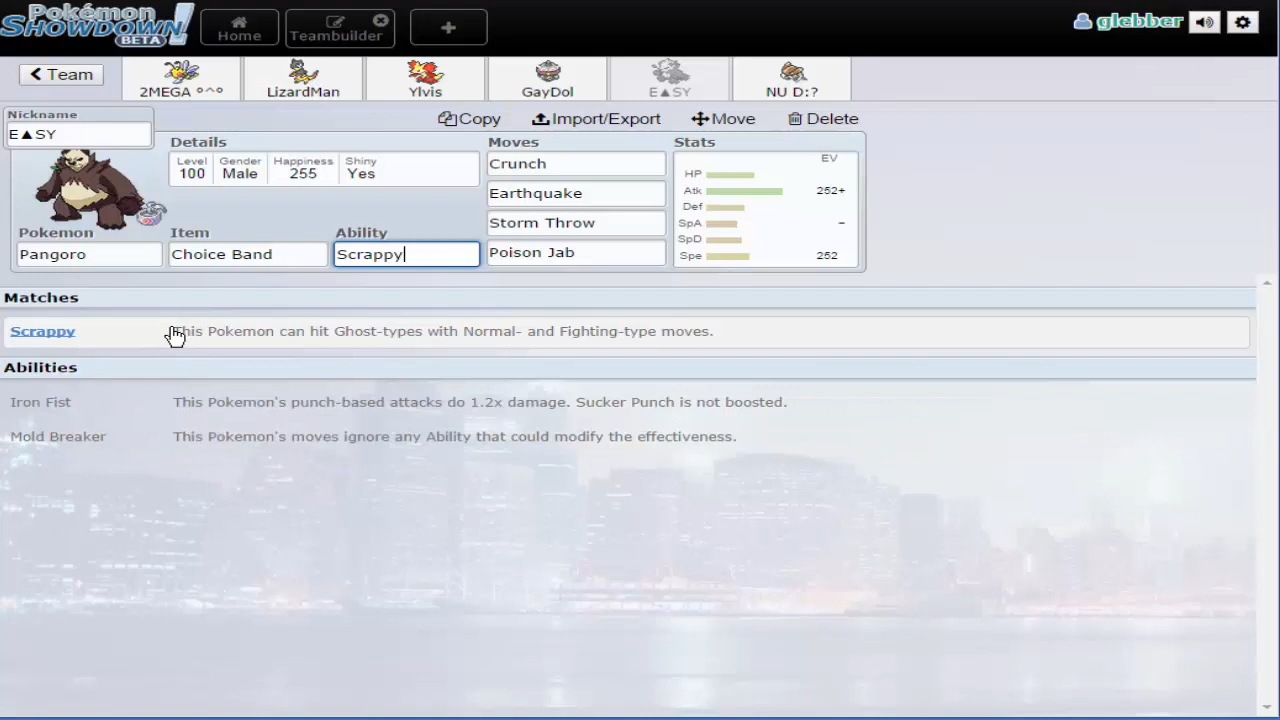 Pokémon
SHOWDOWN!
BETA
Home
Teambuilder
glebber
Team
2MEGA °^°
LizardMan
Ylvis
GayDol
E▲SY
NU D:?
Nickname
E▲SY
Copy
Import/Export
Move
Delete
Details
Moves
Stats
Level
100
Gender
Male
Happiness
255
Shiny
Yes
Crunch
Earthquake
Storm Throw
Poison Jab
EV
HP
Atk 252+
Def
SpA –
SpD
Spe 252
Pokemon
Item
Ability
Pangoro
Choice Band
Scrappy
Matches
Scrappy This Pokemon can hit Ghost-types with Normal- and Fighting-type moves.
Abilities
Iron Fist This Pokemon's punch-based attacks do 1.2x damage. Sucker Punch is not boosted.
Mold Breaker This Pokemon's moves ignore any Ability that could modify the effectiveness.